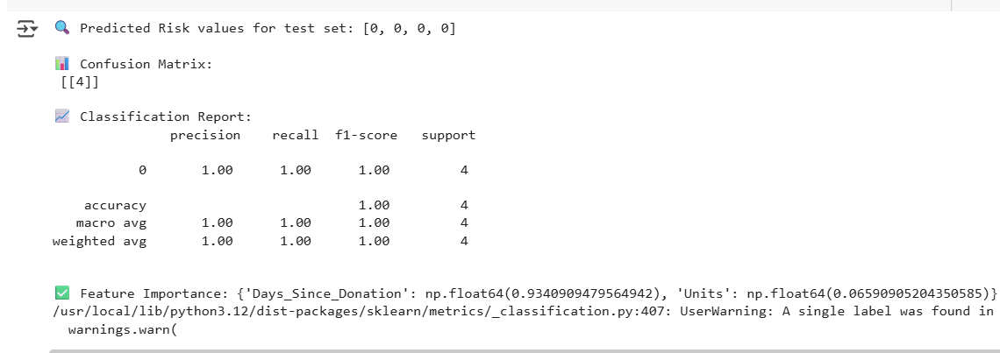 🔍 Predicted Risk values for test set: [0, 0, 0, 0]
📊 Confusion Matrix:
[[4]]
📈 Classification Report:
precision recall f1-score support
0 1.00 1.00 1.00 4
accuracy 1.00 4
macro avg 1.00 1.00 1.00 4
weighted avg 1.00 1.00 1.00 4
✅ Feature Importance: {'Days_Since_Donation': np.float64(0.9340909479564942), 'Units': np.float64(0.06590905204350585)}
/usr/local/lib/python3.12/dist-packages/sklearn/metrics/_classification.py:407: UserWarning: A single label was found in
warnings.warn(